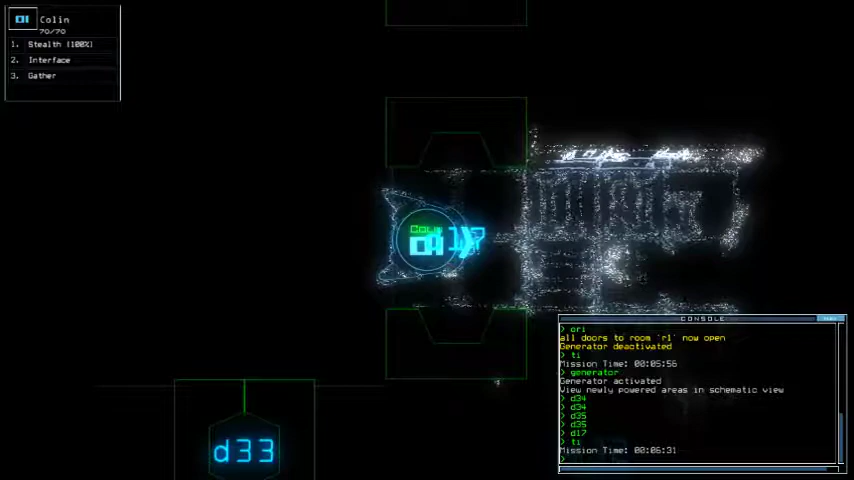 Colin
70/70
1. Stealth (100%)
2. Interface
3. Gather
Colin
d33
CONSOLE
> ori
all doors to room 'r1' now open
Generator deactivated
> ti
Mission Time: 00:05:56
> generator
Generator activated
View newly powered areas in schematic view
> d34
> d34
> d35
> d35
> d17
> ti
Mission Time: 00:06:31
>